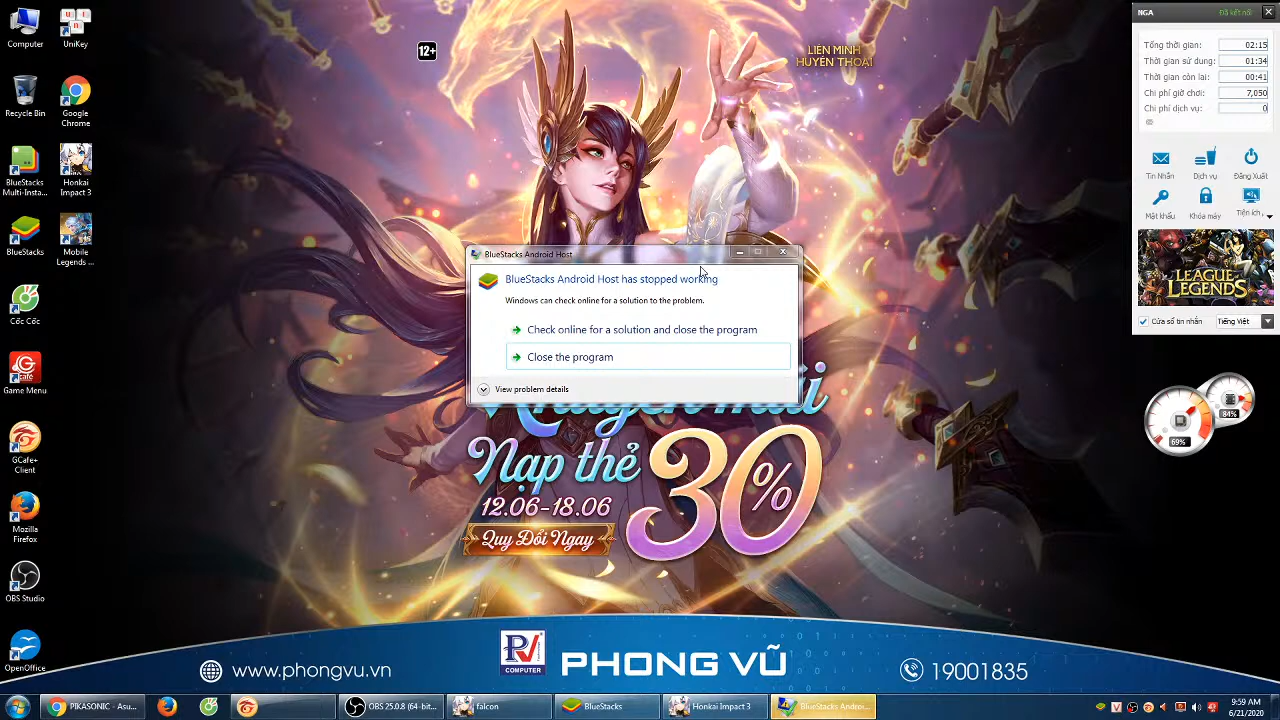 Computer
UniKey
Recycle Bin
Google
Chrome
BlueStacks
Multi-Insta...
Honkai
Impact 3
BlueStacks
Mobile
Legends ...
Cốc Cốc
Game Menu
GCafe+
Client
Mozilla
Firefox
OBS Studio
OpenOffice
12+
LIÊN MINH
HUYỀN THOẠI
BlueStacks Android Host
BlueStacks Android Host has stopped working
Windows can check online for a solution to the problem.
Check online for a solution and close the program
Close the program
View problem details
Nạp thẻ
30%
12.06-18.06
Quy Đổi Ngay
NGA
Đã kết nối
Tổng thời gian: 02:15
Thời gian sử dụng: 01:34
Thời gian còn lại: 00:41
Chi phí giờ chơi: 7,050
Chi phí dịch vụ: 0
Tin Nhắn
Dịch vụ
Đăng Xuất
Mật khẩu
Khóa máy
Tiện ích
LEAGUE
OF
LEGENDS
Cửa sổ tin nhắn
Tiếng Việt
84%
69%
www.phongvu.vn
PV
COMPUTER
PHONG VŨ
19001835
PIKASONIC - Asu...
OBS 25.0.8 (64-bit...
falcon
BlueStacks
Honkai Impact 3
BlueStacks Androi...
9:59 AM
6/21/2020